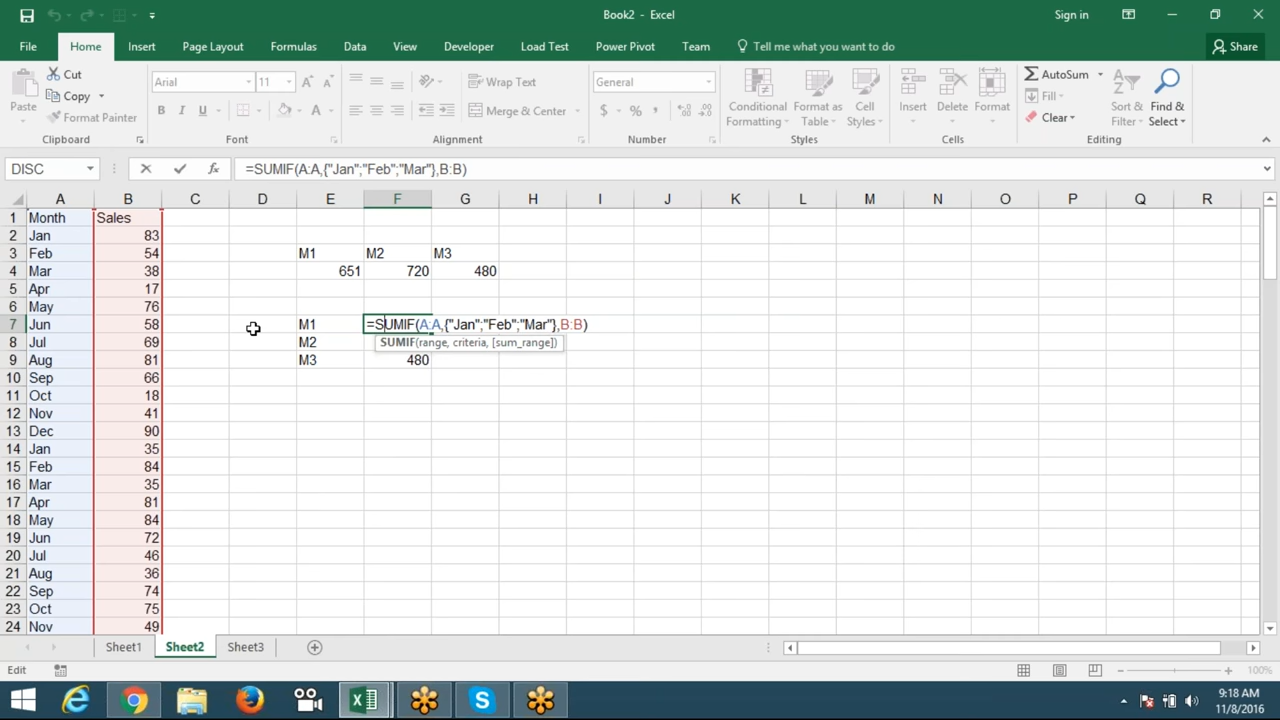 Book2 - Excel
Sign in
File Home Insert Page Layout Formulas Data View Developer Load Test Power Pivot Team Tell me what you want to do Share
Paste
Cut
Copy
Format Painter
Clipboard
Arial 11
B I U
Font
Wrap Text
Merge & Center
Alignment
General
$ % ,
Number
Conditional Formatting
Format as Table
Cell Styles
Styles
Insert Delete Format
Cells
AutoSum
Fill
Clear
Sort & Filter
Find & Select
Editing
DISC fx =SUMIF(A:A,{"Jan";"Feb";"Mar"},B:B)
A B C D E F G H I J K L M N O P Q R
1 Month Sales
2 Jan 83
3 Feb 54 M1 M2 M3
4 Mar 38 651 720 480
5 Apr 17
6 May 76
7 Jun 58 M1 =SUMIF(A:A,{"Jan";"Feb";"Mar"},B:B)
8 Jul 69 M2 SUMIF(range, criteria, [sum_range])
9 Aug 81 M3 480
10 Sep 66
11 Oct 18
12 Nov 41
13 Dec 90
14 Jan 35
15 Feb 84
16 Mar 35
17 Apr 81
18 May 84
19 Jun 72
20 Jul 46
21 Aug 36
22 Sep 74
23 Oct 75
24 Nov 49
Sheet1 Sheet2 Sheet3
Edit
100%
9:18 AM
11/8/2016